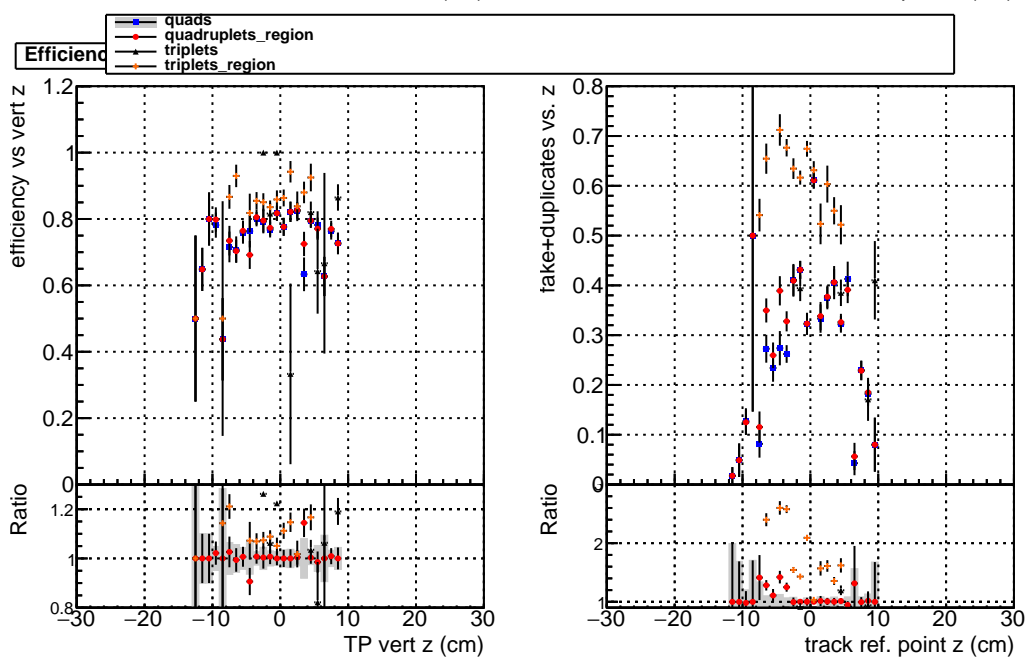 quads
quadruplets_region
triplets
triplets_region
Efficienc
efficiency vs vert z
1.2
1
0.8
0.6
0.4
0.2
0
Ratio
1.2
1
0.8
−30 −20 −10 0 10 20 30
TP vert z (cm)
fake+duplicates vs. z
0.8
0.7
0.6
0.5
0.4
0.3
0.2
0.1
Ratio
2
1
−30 −20 −10 0 10 20 30
track ref. point z (cm)